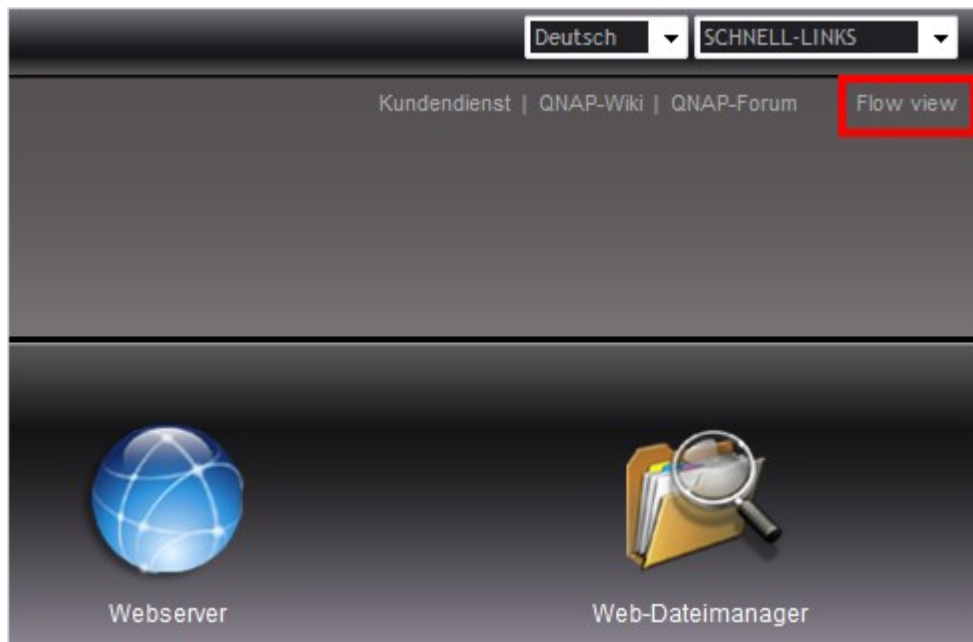 Deutsch SCHNELL-LINKS
Kundendienst | QNAP-Wiki | QNAP-Forum Flow view
Webserver Web-Dateimanager